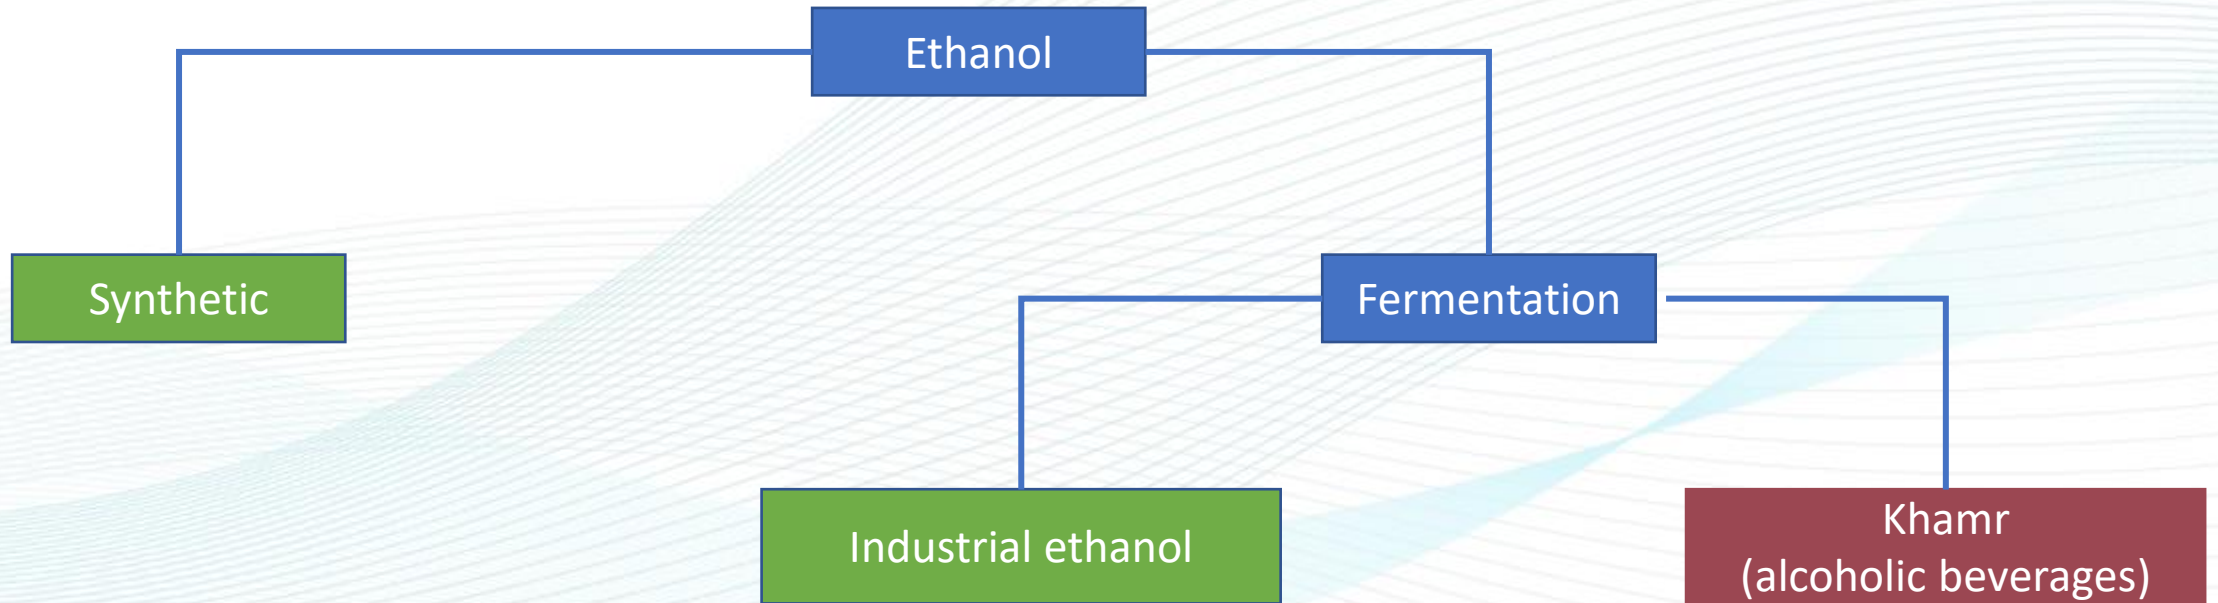 Ethanol
Synthetic
Fermentation
Industrial ethanol
Khamr
(alcoholic beverages)